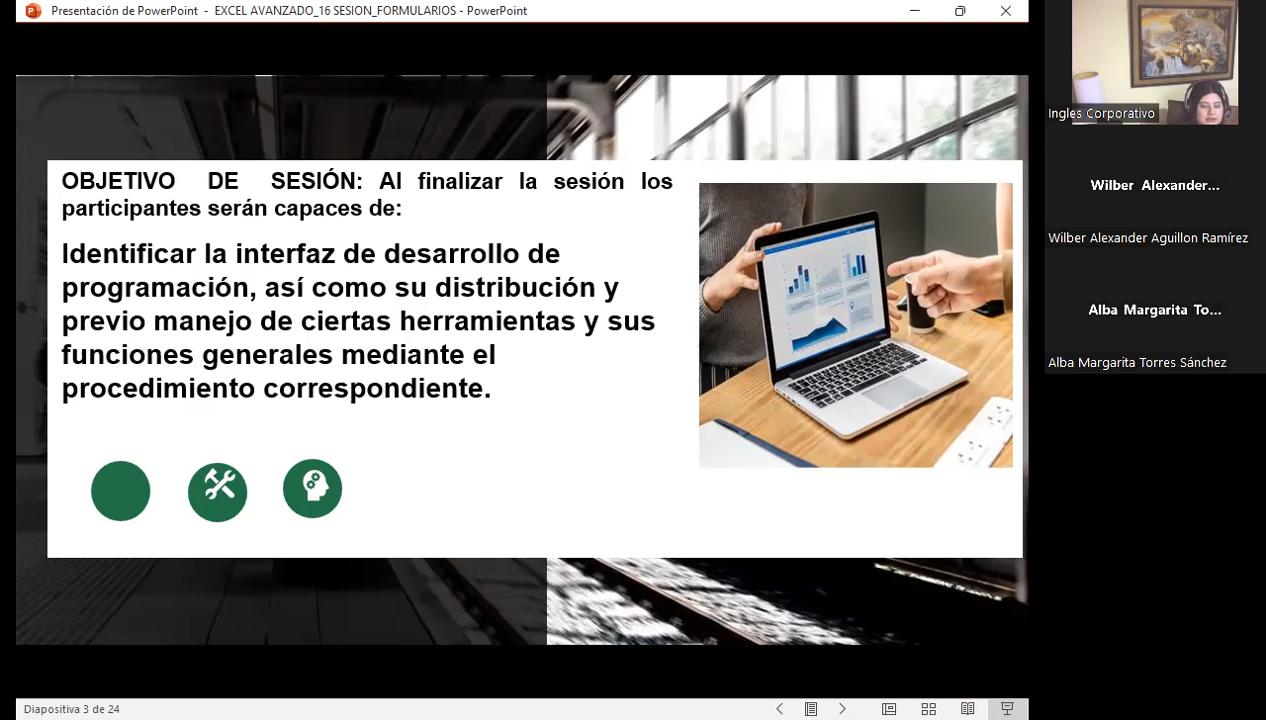 Presentación de PowerPoint - EXCEL AVANZADO_16 SESION_FORMULARIOS - PowerPoint
OBJETIVO DE SESIÓN: Al finalizar la sesión los
participantes serán capaces de:
Identificar la interfaz de desarrollo de
programación, así como su distribución y
previo manejo de ciertas herramientas y sus
funciones generales mediante el
procedimiento correspondiente.
Diapositiva 3 de 24
Ingles Corporativo
Wilber Alexander...
Wilber Alexander Aguillon Ramírez
Alba Margarita To...
Alba Margarita Torres Sánchez